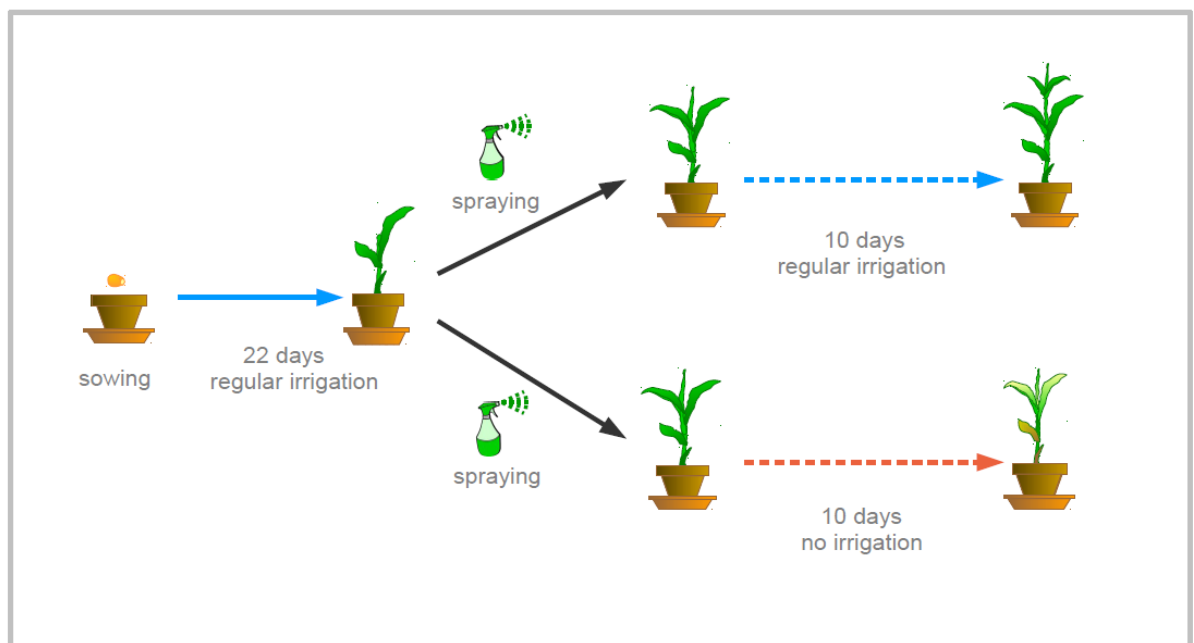 spraying
10 days
regular irrigation
sowing
22 days
regular irrigation
spraying
10 days
no irrigation